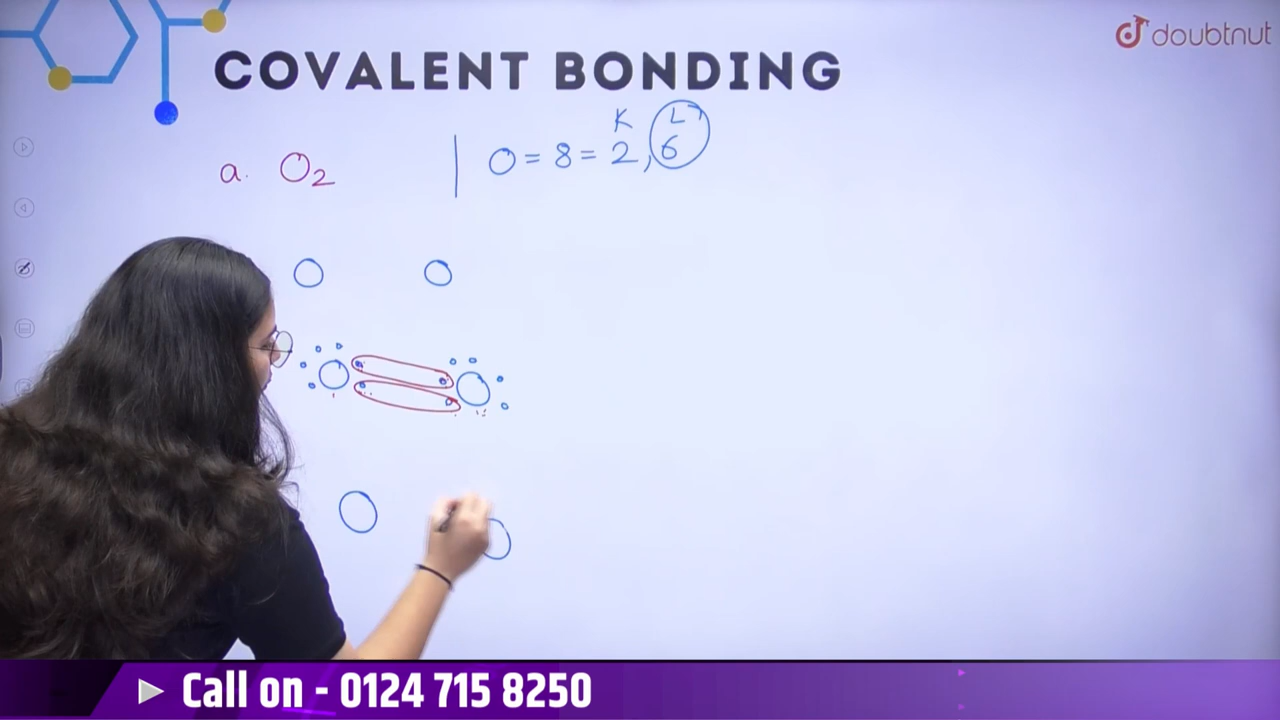 doubtnut
COVALENT BONDING
K L
a. O2 | O = 8 = 2, 6
O O
O O
O O
Call on - 0124 715 8250